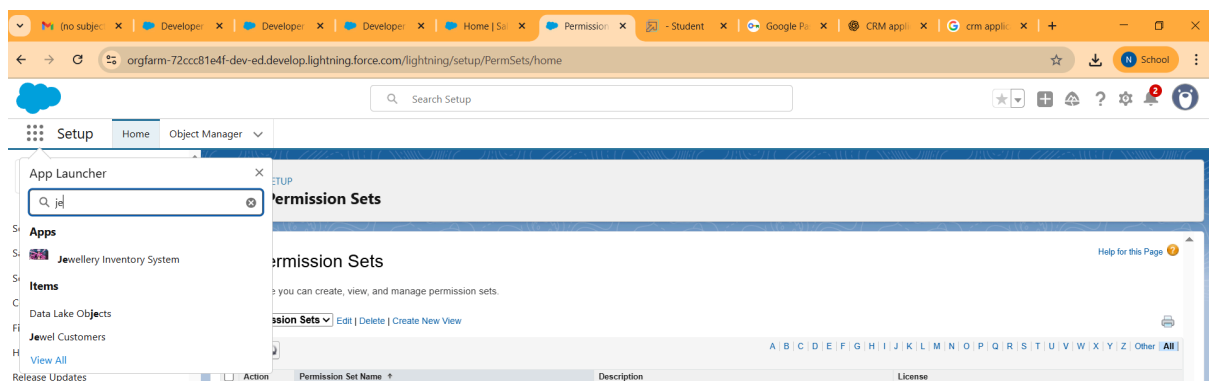 (no subjec
Developer
Developer
Developer
Home | Sal
Permission
- Student
Google Pa
CRM appli
crm applic
orgfarm-72ccc81e4f-dev-ed.develop.lightning.force.com/lightning/setup/PermSets/home
N School
Search Setup
2
Setup Home Object Manager
App Launcher
je
Apps
Jewellery Inventory System
Items
Data Lake Objects
Jewel Customers
View All
Release Updates
SETUP
Permission Sets
Permission Sets
Help for this Page
you can create, view, and manage permission sets.
Sets Edit | Delete | Create New View
A | B | C | D | E | F | G | H | I | J | K | L | M | N | O | P | Q | R | S | T | U | V | W | X | Y | Z | Other | All
Action Permission Set Name ↑ Description License